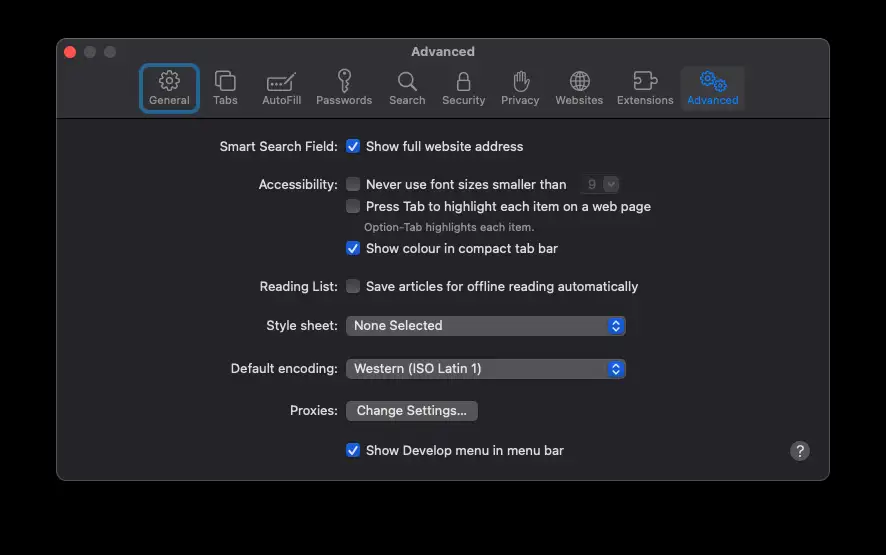 Advanced
General Tabs AutoFill Passwords Search Security Privacy Websites Extensions Advanced
Smart Search Field: Show full website address
Accessibility: Never use font sizes smaller than 9
Press Tab to highlight each item on a web page
Option-Tab highlights each item.
Show colour in compact tab bar
Reading List: Save articles for offline reading automatically
Style sheet: None Selected
Default encoding: Western (ISO Latin 1)
Proxies: Change Settings...
Show Develop menu in menu bar
?